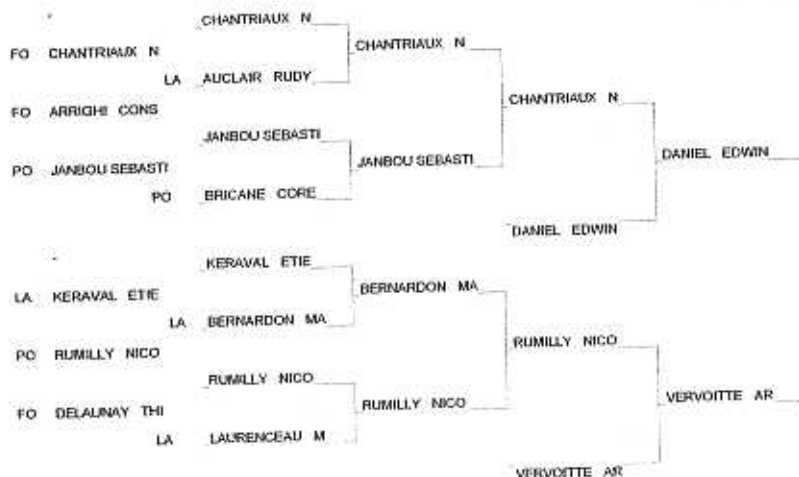 CHANTRIAUX N
FO CHANTRIAUX N
CHANTRIAUX N
LA AUCLAIR RUDY
CHANTRIAUX N
FO ARRIGHI CONS
JANBOU SEBASTI
DANIEL EDWIN
PO JANBOU SEBASTI
JANBOU SEBASTI
PO BRICANE CORE
DANIEL EDWIN
KERAVAL ETIE
LA KERAVAL ETIE
BERNARDON MA
LA BERNARDON MA
RUMILLY NICO
PO RUMILLY NICO
RUMILLY NICO
VERVOITTE AR
FO DELAUNAY THI
RUMILLY NICO
LA LAURENCEAU M
VERVOITTE AR